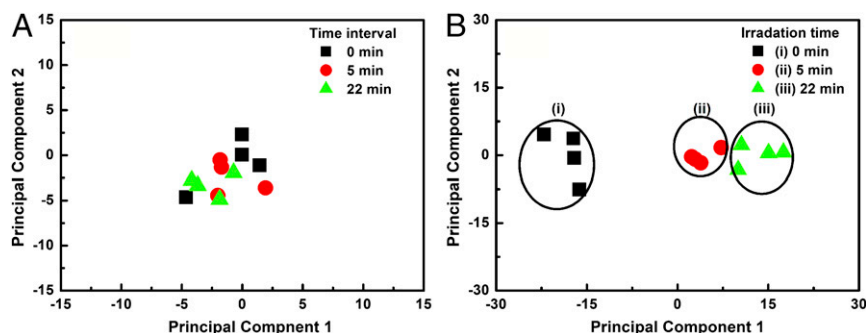 A
Time interval
0 min
5 min
22 min
Principal Component 2
15
10
5
0
-5
-10
-15
-15 -10 -5 0 5 10 15
Principal Component 1
B
Irradiation time
(i) 0 min
(ii) 5 min
(iii) 22 min
(i) (ii) (iii)
Principal Component 2
30
15
0
-15
-30
-30 -15 0 15 30
Principal Component 1